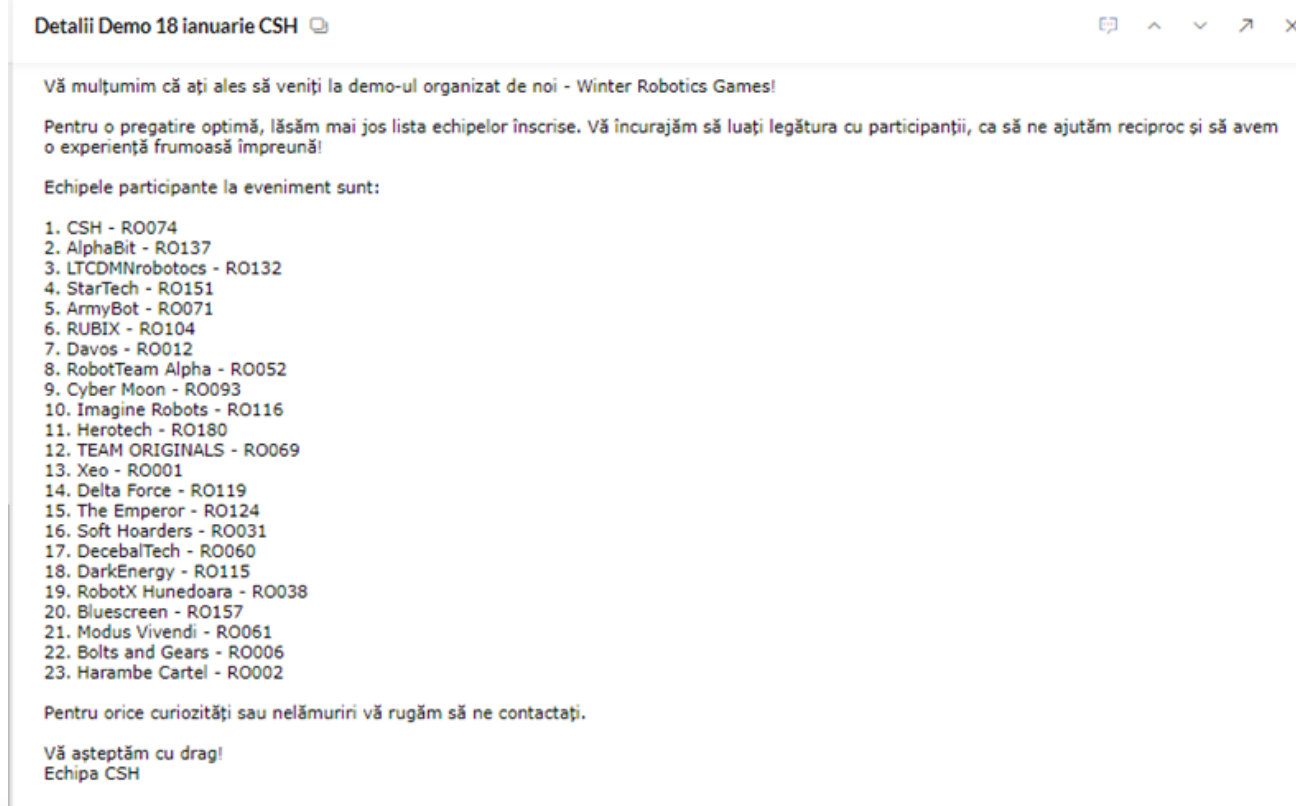 Detalii Demo 18 ianuarie CSH
Vă mulțumim că ați ales să veniți la demo-ul organizat de noi - Winter Robotics Games!
Pentru o pregatire optimă, lăsăm mai jos lista echipelor înscrise. Vă încurajăm să luați legătura cu participanții, ca să ne ajutăm reciproc și să avem
o experiență frumoasă împreună!
Echipele participante la eveniment sunt:
1. CSH - RO074
2. AlphaBit - RO137
3. LTCDMNrobotocs - RO132
4. StarTech - RO151
5. ArmyBot - RO071
6. RUBIX - RO104
7. Davos - RO012
8. RobotTeam Alpha - RO052
9. Cyber Moon - RO093
10. Imagine Robots - RO116
11. Herotech - RO180
12. TEAM ORIGINALS - RO069
13. Xeo - RO001
14. Delta Force - RO119
15. The Emperor - RO124
16. Soft Hoarders - RO031
17. DecebalTech - RO060
18. DarkEnergy - RO115
19. RobotX Hunedoara - RO038
20. Bluescreen - RO157
21. Modus Vivendi - RO061
22. Bolts and Gears - RO006
23. Harambe Cartel - RO002
Pentru orice curiozități sau nelămuriri vă rugăm să ne contactați.
Vă așteptăm cu drag!
Echipa CSH